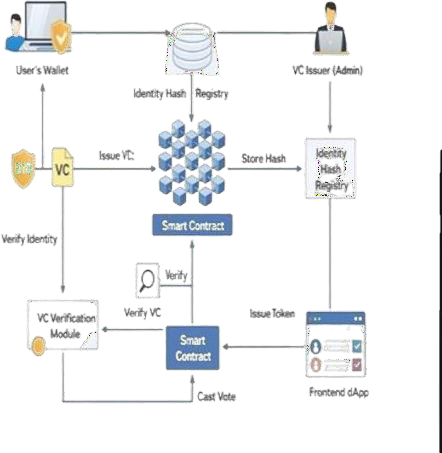 User's Wallet
VC Issuer (Admin)
Identity Hash Registry
VC
Issue VC
Store Hash
Identity
Hash
Registry
Smart Contract
Verify Identity
Verify
VC Verification
Module
Verify VC
Smart
Contract
Issue Token
Cast Vote
Frontend dApp